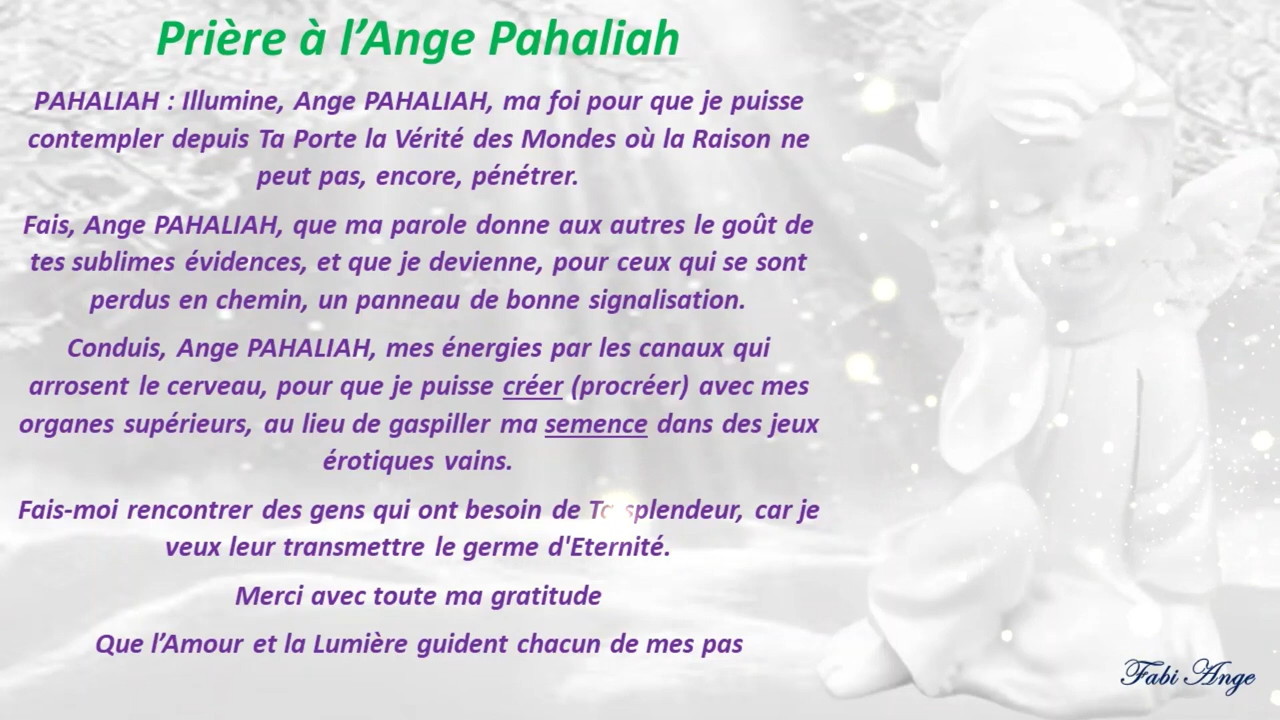 Prière à l’Ange Pahaliah
PAHALIAH : Illumine, Ange PAHALIAH, ma foi pour que je puisse
contempler depuis Ta Porte la Vérité des Mondes où la Raison ne
peut pas, encore, pénétrer.
Fais, Ange PAHALIAH, que ma parole donne aux autres le goût de
tes sublimes évidences, et que je devienne, pour ceux qui se sont
perdus en chemin, un panneau de bonne signalisation.
Conduis, Ange PAHALIAH, mes énergies par les canaux qui
arrosent le cerveau, pour que je puisse créer (procréer) avec mes
organes supérieurs, au lieu de gaspiller ma semence dans des jeux
érotiques vains.
Fais-moi rencontrer des gens qui ont besoin de Ta splendeur, car je
veux leur transmettre le germe d'Eternité.
Merci avec toute ma gratitude
Que l’Amour et la Lumière guident chacun de mes pas
Fabi Ange